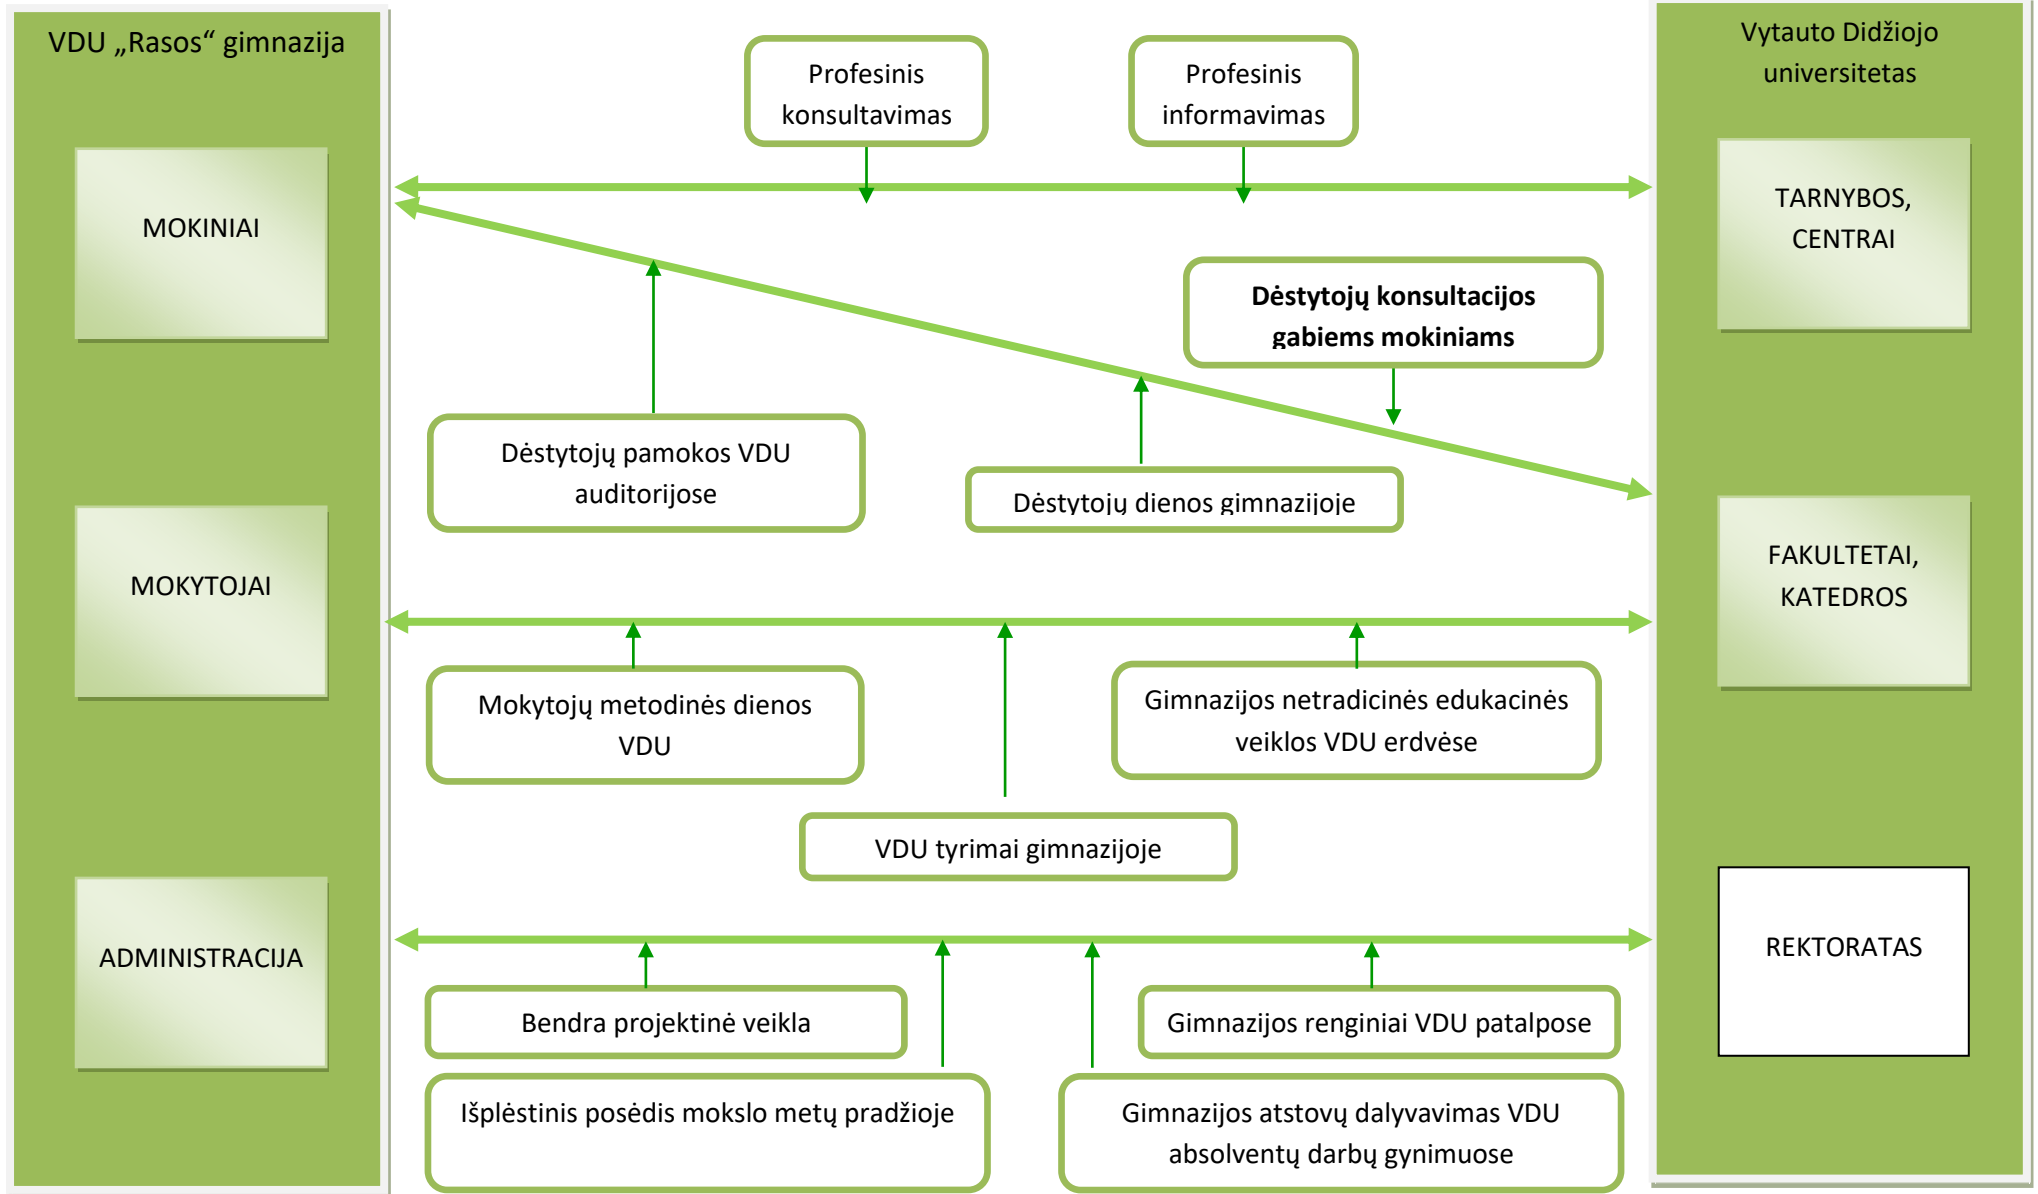 VDU „Rasos“ gimnazija
MOKINIAI
MOKYTOJAI
ADMINISTRACIJA
Profesinis
konsultavimas
Profesinis
informavimas
Dėstytojų konsultacijos
gabiems mokiniams
Dėstytojų pamokos VDU
auditorijose
Dėstytojų dienos gimnazijoje
Mokytojų metodinės dienos
VDU
Gimnazijos netradicinės edukacinės
veiklos VDU erdvėse
VDU tyrimai gimnazijoje
Bendra projektinė veikla
Gimnazijos renginiai VDU patalpose
Išplėstinis posėdis mokslo metų pradžioje
Gimnazijos atstovų dalyvavimas VDU
absolventų darbų gynimuose
Vytauto Didžiojo
universitetas
TARNYBOS,
CENTRAI
FAKULTETAI,
KATEDROS
REKTORATAS